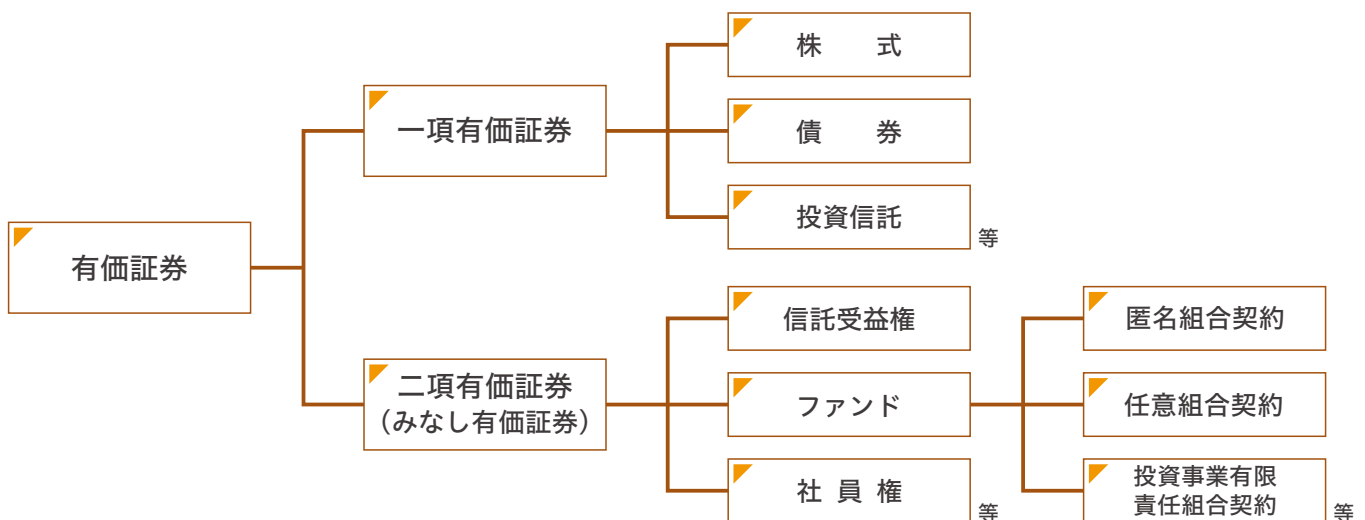 有価証券
一項有価証券
株 式
債 券
投資信託
等
二項有価証券
（みなし有価証券）
信託受益権
ファンド
社 員 権
等
匿名組合契約
任意組合契約
投資事業有限
責任組合契約
等